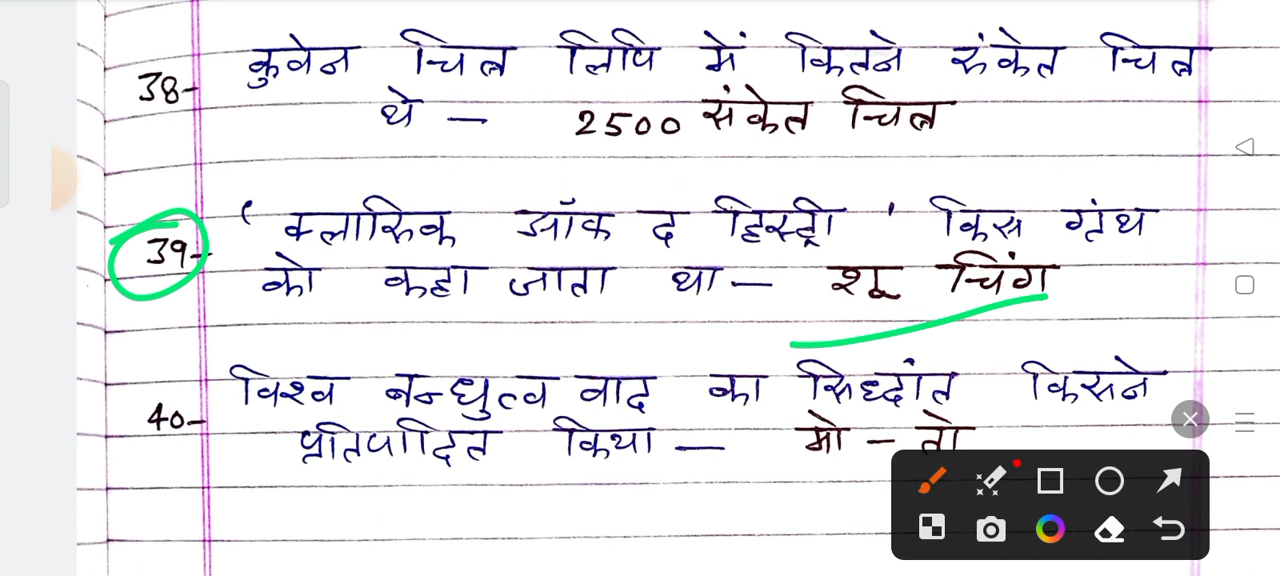 38- कुवेन चित्र लिपि में कितने संकेत चित्र
थे - 2500 संकेत चित्र
39- ' क्लासिक ऑफ द हिस्ट्री ' किस ग्रंथ
को कहा जाता था - शू चिंग
40- विश्व बन्धुत्व वाद का सिध्दांत किसने
प्रतिपादित किया - मो - ती